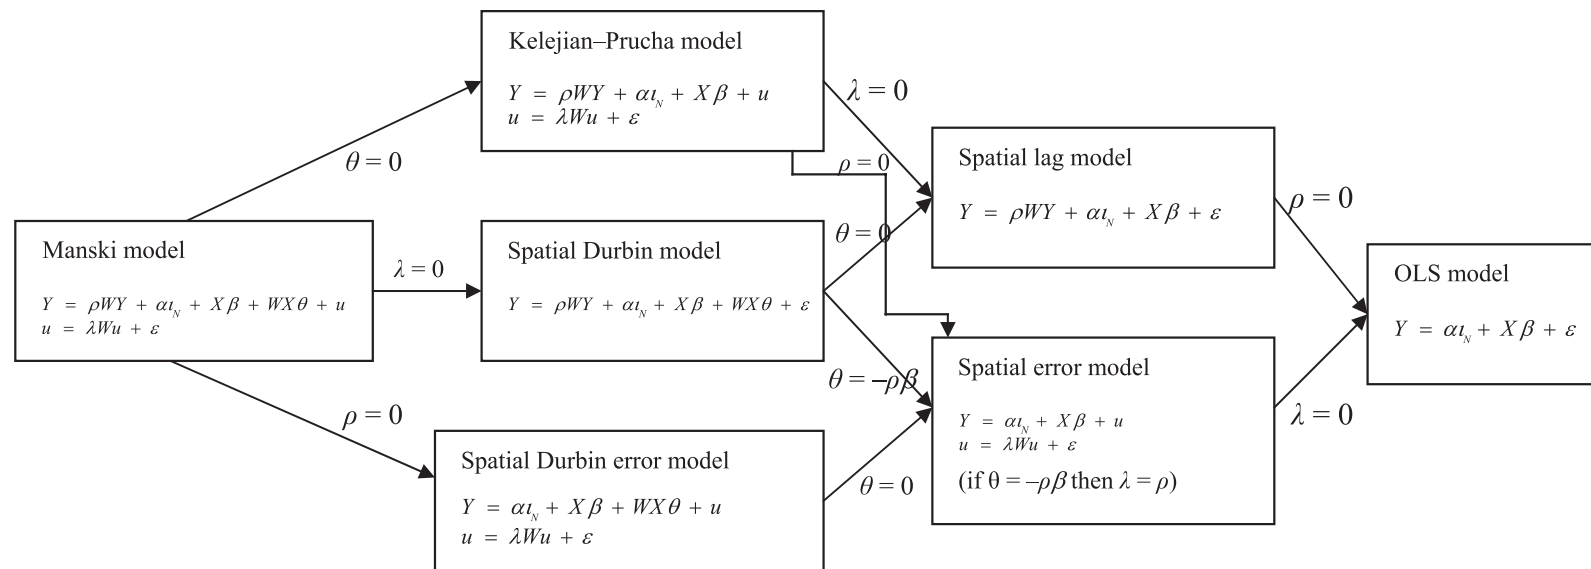 Kelejian–Prucha model
Y = ρWY + αι_N + Xβ + u
u = λWu + ε
λ = 0
ρ = 0
θ = 0
Spatial lag model
Y = ρWY + αι_N + Xβ + ε
ρ = 0
Manski model
Y = ρWY + αι_N + Xβ + WXθ + u
u = λWu + ε
λ = 0
Spatial Durbin model
Y = ρWY + αι_N + Xβ + WXθ + ε
θ = 0
θ = –ρβ
OLS model
Y = αι_N + Xβ + ε
Spatial error model
Y = αι_N + Xβ + u
u = λWu + ε
(if θ = –ρβ then λ = ρ)
λ = 0
ρ = 0
Spatial Durbin error model
Y = αι_N + Xβ + WXθ + u
u = λWu + ε
θ = 0